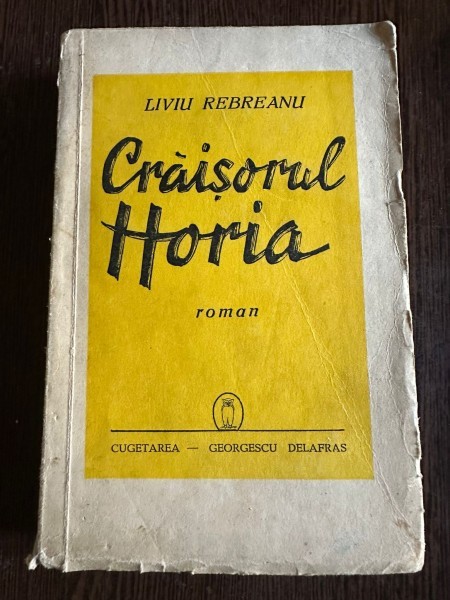 LIVIU REBREANU
Crăișorul
Horia
roman
CUGETAREA — GEORGESCU DELAFRAS